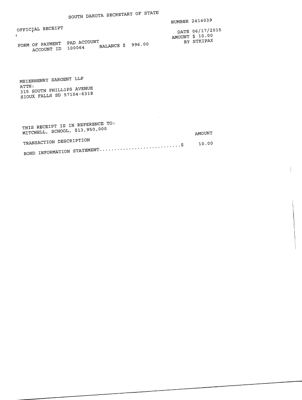 SOUTH DAKOTA SECRETARY OF STATE
OFFICIAL RECEIPT NUMBER 2414039
DATE 06/17/2015
AMOUNT $ 10.00
FORM OF PAYMENT PAD ACCOUNT BY
ACCOUNT ID 100064 BALANCE $ 996.00
MEIERHENRY SARGENT LLP
ATTN:
315 SOUTH PHILLIPS AVENUE
SIOUX FALLS SD 57104-6318
THIS RECEIPT IS IN REFERENCE TO:
MITCHELL, SCHOOL, $13,950,000
TRANSACTION DESCRIPTION AMOUNT
BOND INFORMATION STATEMENT...........................$ 10.00